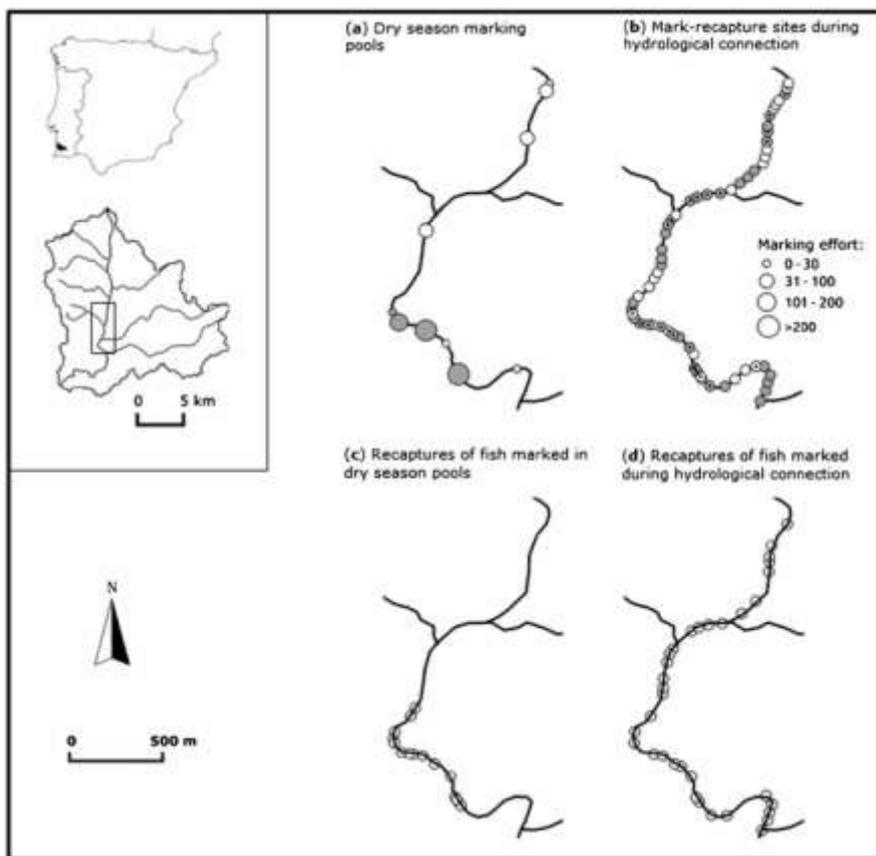 (a) Dry season marking
pools
(b) Mark-recapture sites during
hydrological connection
Marking effort:
0 - 30
31 - 100
101 - 200
>200
0 5 km
(c) Recaptures of fish marked in
dry season pools
(d) Recaptures of fish marked
during hydrological connection
N
0 500 m